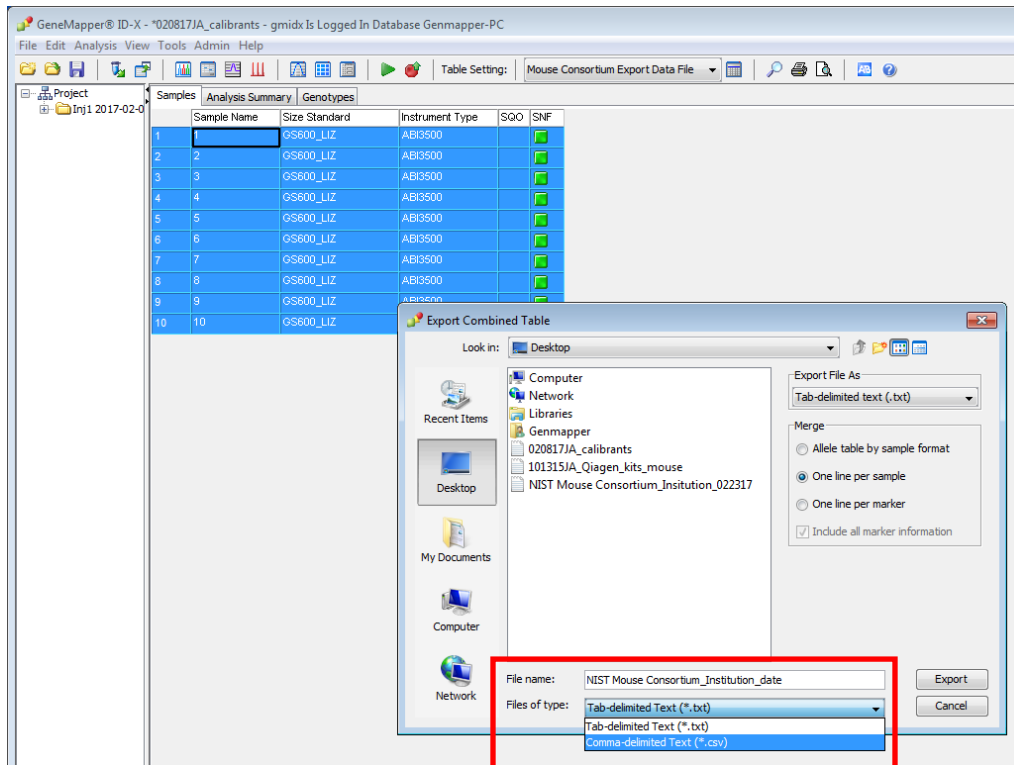 GeneMapper® ID-X - *020817JA_calibrants - gmidx Is Logged In Database Genmapper-PC
File Edit Analysis View Tools Admin Help
Table Setting: Mouse Consortium Export Data File
Project
Inj1 2017-02-0
Samples Analysis Summary Genotypes
Sample Name Size Standard Instrument Type SQO SNF
1 1 GS600_LIZ ABI3500
2 2 GS600_LIZ ABI3500
3 3 GS600_LIZ ABI3500
4 4 GS600_LIZ ABI3500
5 5 GS600_LIZ ABI3500
6 6 GS600_LIZ ABI3500
7 7 GS600_LIZ ABI3500
8 8 GS600_LIZ ABI3500
9 9 GS600_LIZ ABI3500
10 10 GS600_LIZ
Export Combined Table
Look in: Desktop
Recent Items
Desktop
My Documents
Computer
Network
Computer
Network
Libraries
Genmapper
020817JA_calibrants
101315JA_Qiagen_kits_mouse
NIST Mouse Consortium_Insitution_022317
Export File As
Tab-delimited text (.txt)
Merge
Allele table by sample format
One line per sample
One line per marker
Include all marker information
File name: NIST Mouse Consortium_Institution_date
Export
Files of type: Tab-delimited Text (*.txt)
Cancel
Tab-delimited Text (*.txt)
Comma-delimited Text (*.csv)